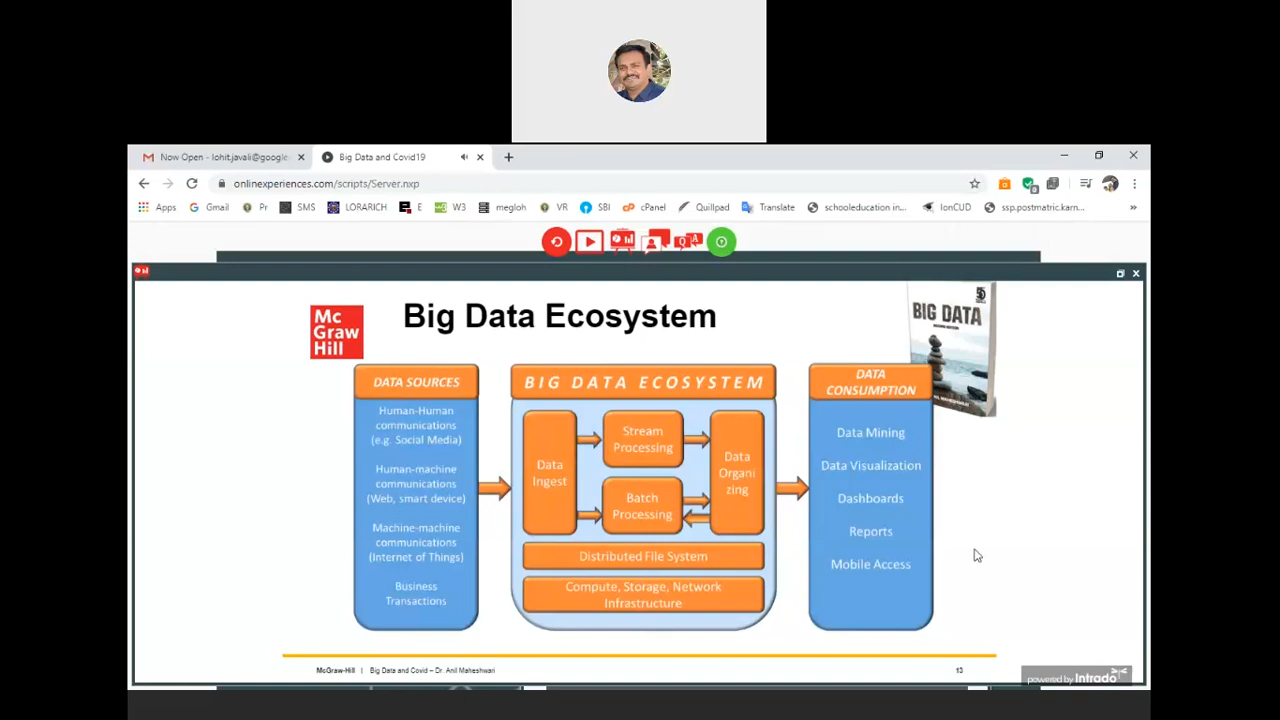 Now Open - lohit.javali@google
Big Data and Covid19
onlinexperiences.com/scripts/Server.nxp
Apps
Gmail
Pr
SMS
LORARICH
E
W3
megloh
VR
SBI
cPanel
Quillpad
Translate
schooleducation in...
IonCUD
ssp.postmatric.karn...
»
Mc
Graw
Hill
Big Data Ecosystem
BIG DATA
DATA SOURCES
Human-Human
communications
(e.g Social Media)
Human-machine
communications
(Web, smart device)
Machine-machine
communications
(Internet of Things)
Business
Transactions
BIG DATA ECOSYSTEM
Data
Ingest
Stream
Processing
Batch
Processing
Data
Organi
zing
Distributed File System
Compute, Storage, Network
Infrastructure
DATA
CONSUMPTION
Data Mining
Data Visualization
Dashboards
Reports
Mobile Access
McGraw-Hill | Big Data and Covid – Dr. Anil Maheshwari
13
powered by Intrado